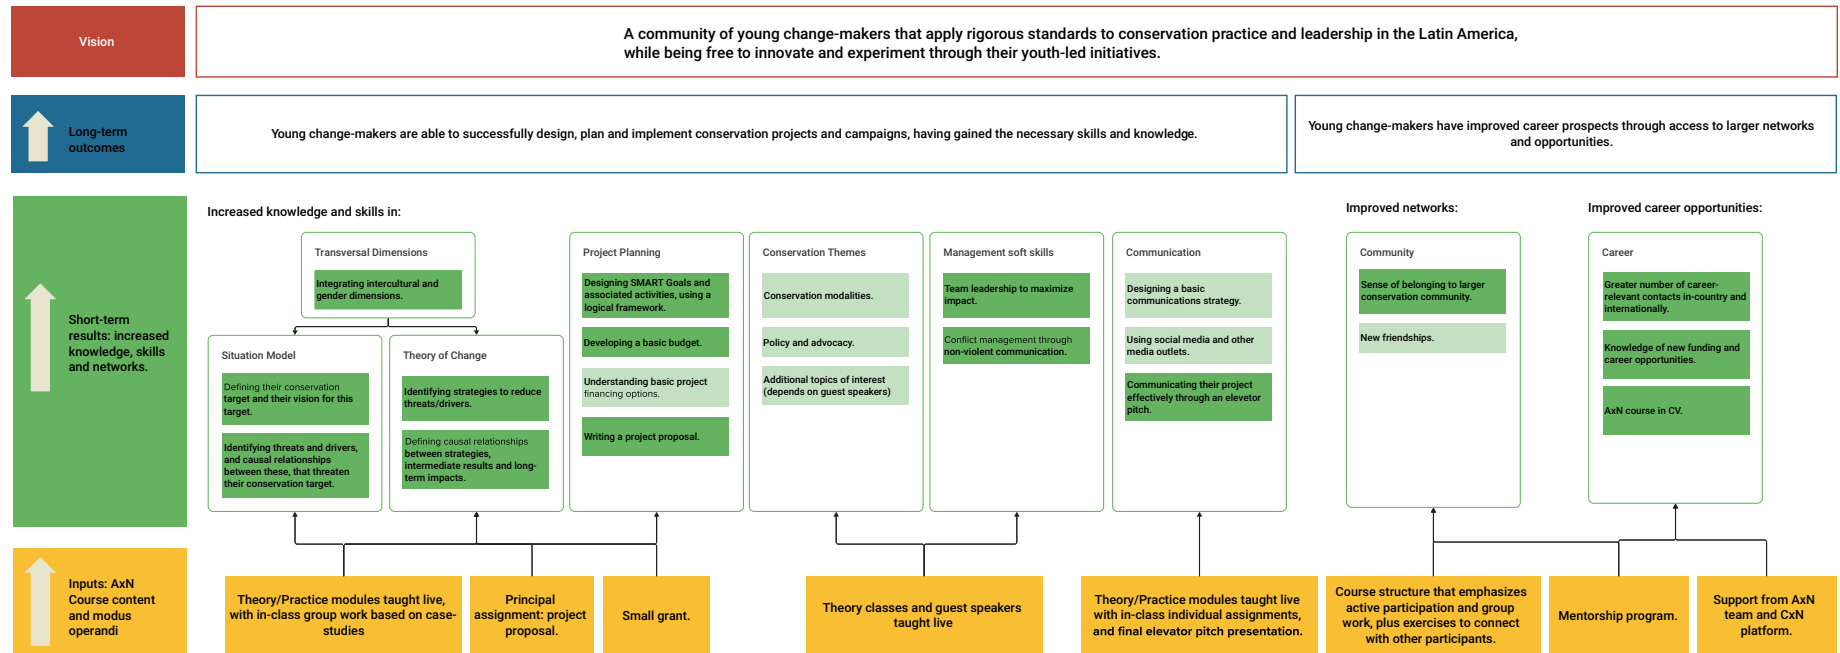 Vision
A community of young change-makers that apply rigorous standards to conservation practice and leadership in the Latin America,
while being free to innovate and experiment through their youth-led initiatives.
Long-term
outcomes
Young change-makers are able to successfully design, plan and implement conservation projects and campaigns, having gained the necessary skills and knowledge.
Young change-makers have improved career prospects through access to larger networks
and opportunities.
Short-term
results: increased
knowledge, skills
and networks.
Increased knowledge and skills in:
Improved networks:
Improved career opportunities:
Transversal Dimensions
Integrating intercultural and
gender dimensions.
Situation Model
Defining their conservation
target and their vision for this
target.
Identifying threats and drivers,
and causal relationships
between these, that threaten
their conservation target.
Theory of Change
Identifying strategies to reduce
threats/drivers.
Defining causal relationships
between strategies,
intermediate results and long-
term impacts.
Project Planning
Designing SMART Goals and
associated activities, using a
logical framework.
Developing a basic budget.
Understanding basic project
financing options.
Writing a project proposal.
Conservation Themes
Conservation modalities.
Policy and advocacy.
Additional topics of interest
(depends on guest speakers)
Management soft skills
Team leadership to maximize
impact.
Conflict management through
non-violent communication.
Communication
Designing a basic
communications strategy.
Using social media and other
media outlets.
Communicating their project
effectively through an elevetor
pitch.
Community
Sense of belonging to larger
conservation community.
New friendships.
Career
Greater number of career-
relevant contacts in-country and
internationally.
Knowledge of new funding and
career opportunities.
AxN course in CV.
Inputs: AxN
Course content
and modus
operandi
Theory/Practice modules taught live,
with in-class group work based on case-
studies
Principal
assignment: project
proposal.
Small grant.
Theory classes and guest speakers
taught live
Theory/Practice modules taught live
with in-class individual assignments,
and final elevator pitch presentation.
Course structure that emphasizes
active participation and group
work, plus exercises to connect
with other participants.
Mentorship program.
Support from AxN
team and CxN
platform.